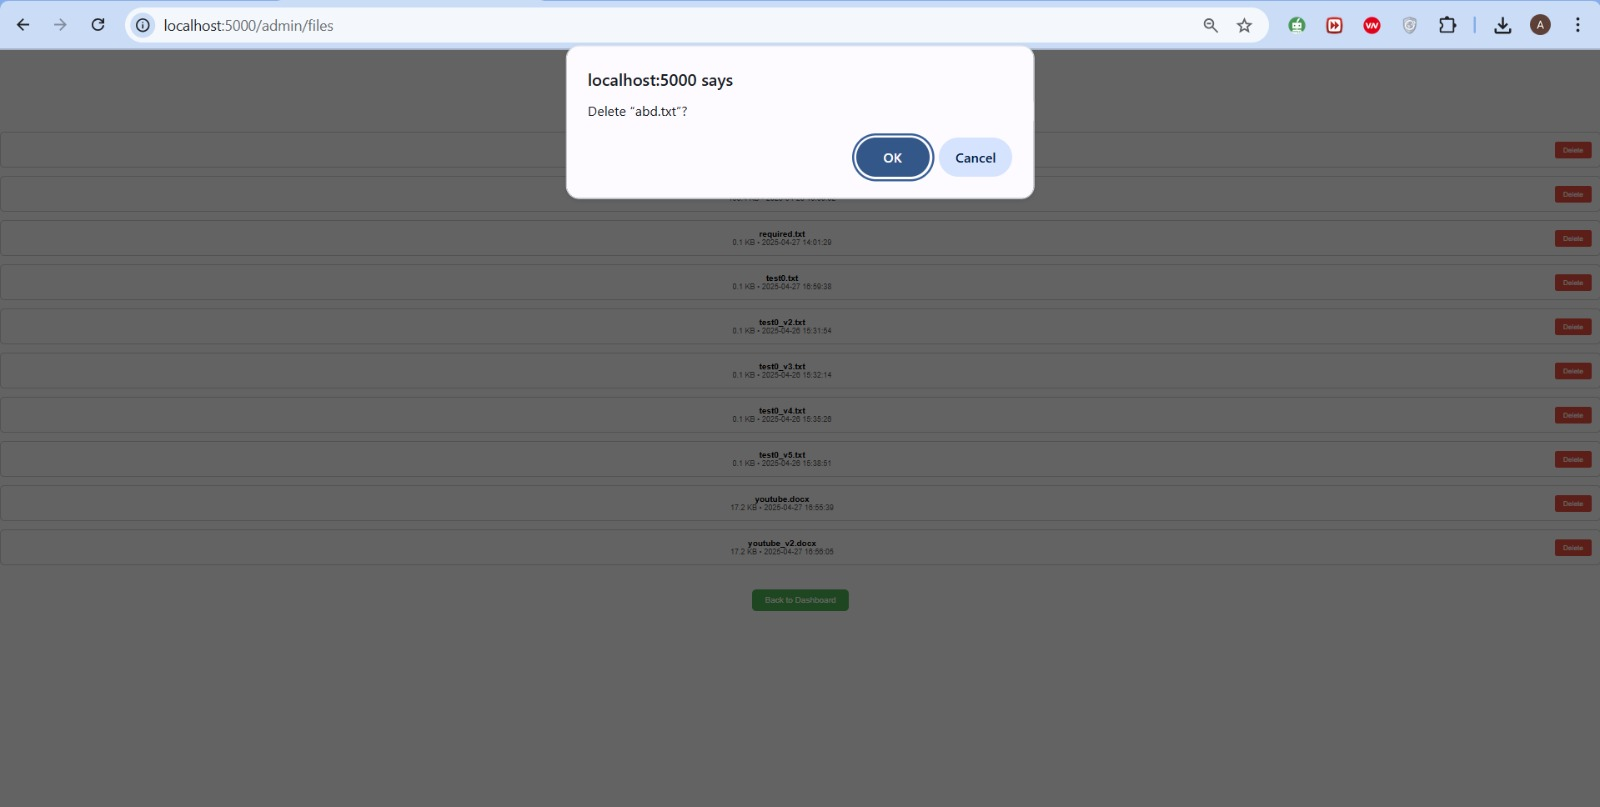 localhost:5000/admin/files
A
localhost:5000 says
Delete "abd.txt"?
OK
Cancel
Delete
Delete
required.txt
0.1 KB • 2025-04-27 14:01:29
Delete
test0.txt
0.1 KB • 2025-04-27 16:59:38
Delete
test0_v2.txt
0.1 KB • 2025-04-26 15:31:54
Delete
test0_v3.txt
0.1 KB • 2025-04-26 15:32:14
Delete
test0_v4.txt
0.1 KB • 2025-04-26 15:35:26
Delete
test0_v5.txt
0.1 KB • 2025-04-26 15:38:51
Delete
youtube.docx
17.2 KB • 2025-04-27 16:55:39
Delete
youtube_v2.docx
17.2 KB • 2025-04-27 16:56:05
Delete
Back to Dashboard